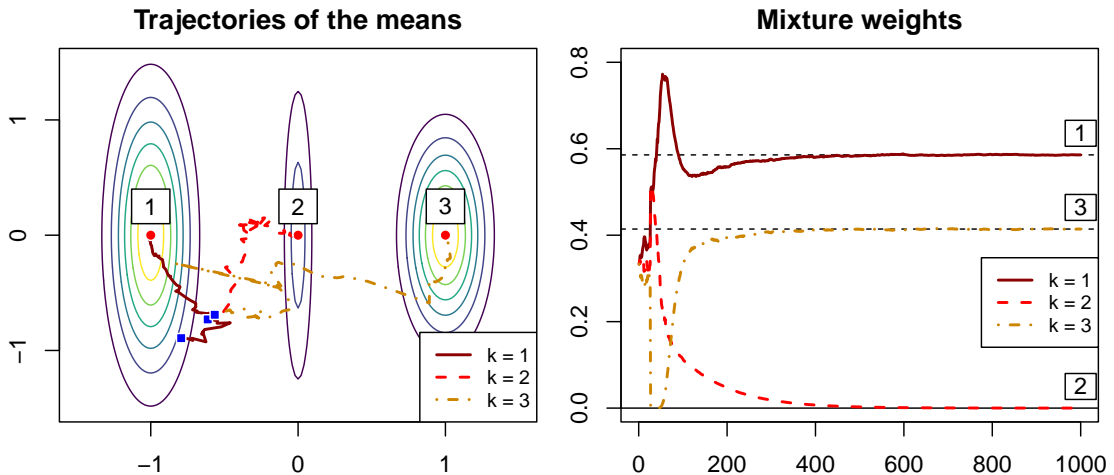 Trajectories of the means
1
0
−1
−1
0
1
1
2
3
k = 1
k = 2
k = 3
Mixture weights
0.8
0.6
0.4
0.2
0.0
0
200
400
600
800
1000
1
3
2
k = 1
k = 2
k = 3